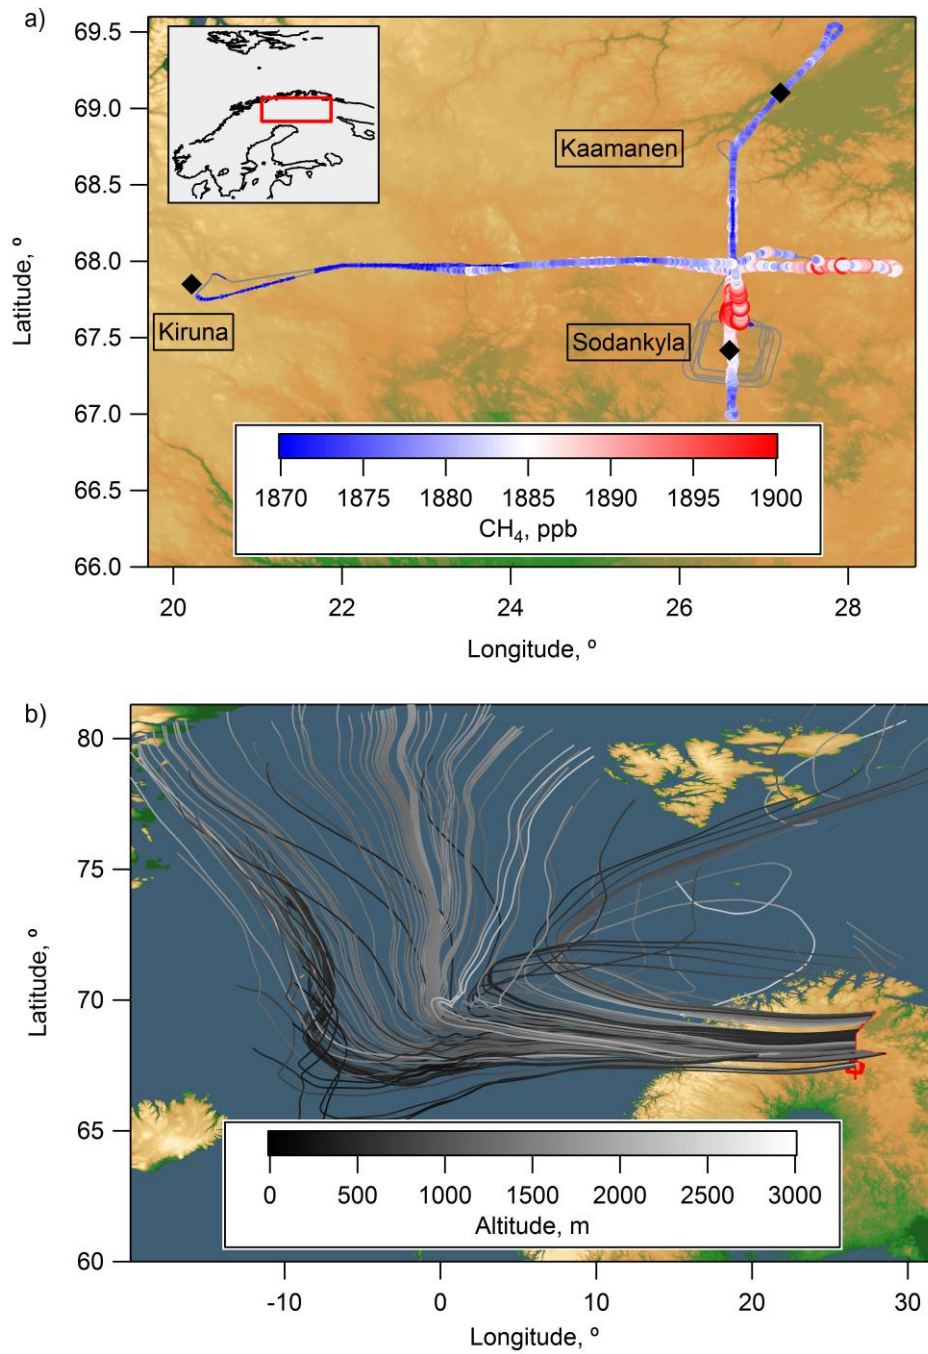 a)
69.5
69.0
68.5
68.0
67.5
67.0
66.5
66.0
Latitude, º
Kaamanen
Kiruna
Sodankyla
1870 1875 1880 1885 1890 1895 1900
CH₄, ppb
20 22 24 26 28
Longitude, º
b)
80
75
70
65
60
Latitude, º
0 500 1000 1500 2000 2500 3000
Altitude, m
-10 0 10 20 30
Longitude, º